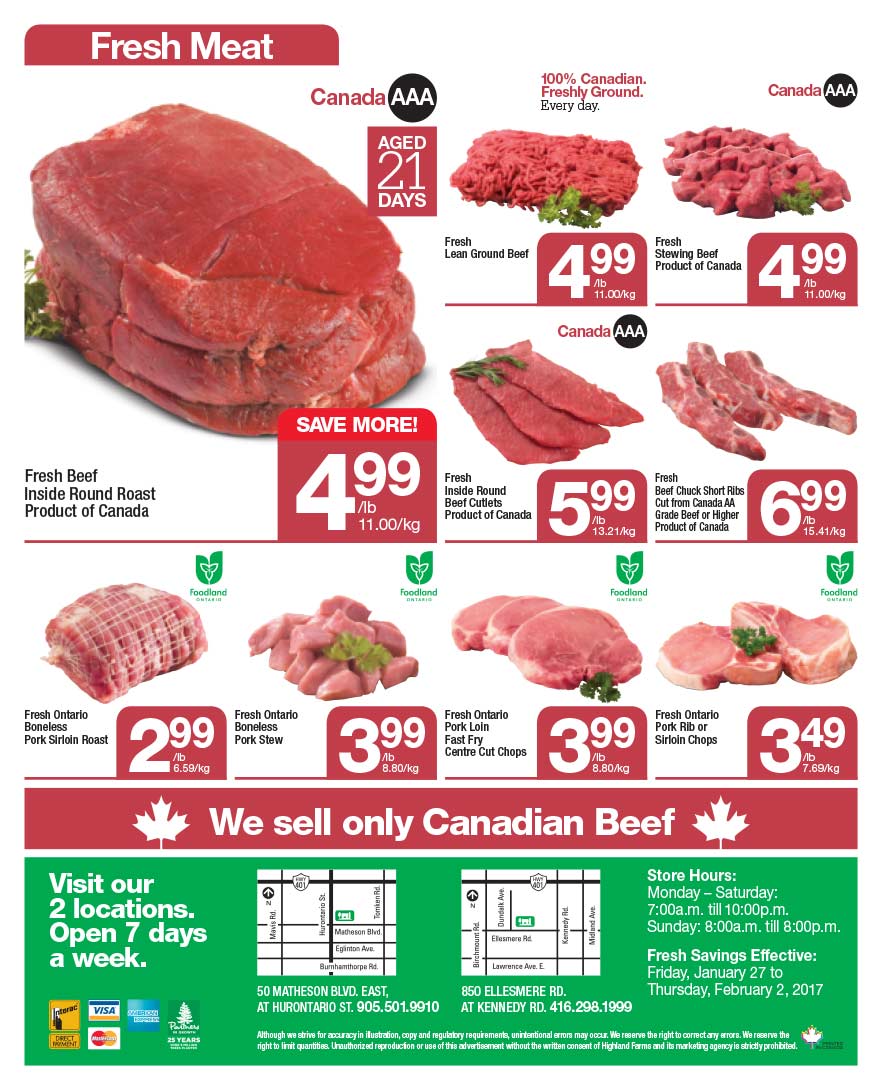 Fresh Meat
Canada AAA
AGED
21
DAYS
SAVE MORE!
Fresh Beef
Inside Round Roast
Product of Canada
4.99
/lb
11.00/kg
100% Canadian.
Freshly Ground.
Every day.
Fresh
Lean Ground Beef
4.99
/lb
11.00/kg
Canada AAA
Fresh
Stewing Beef
Product of Canada
4.99
/lb
11.00/kg
Canada AAA
Fresh
Inside Round
Beef Cutlets
Product of Canada
5.99
/lb
13.21/kg
Fresh
Beef Chuck Short Ribs
Cut from Canada AA
Grade Beef or Higher
Product of Canada
6.99
/lb
15.41/kg
Foodland
ONTARIO
Fresh Ontario
Boneless
Pork Sirloin Roast
2.99
/lb
6.59/kg
Foodland
ONTARIO
Fresh Ontario
Boneless
Pork Stew
3.99
/lb
8.80/kg
Foodland
ONTARIO
Fresh Ontario
Pork Loin
Fast Fry
Centre Cut Chops
3.99
/lb
8.80/kg
Foodland
ONTARIO
Fresh Ontario
Pork Rib or
Sirloin Chops
3.49
/lb
7.69/kg
We sell only Canadian Beef
Visit our
2 locations.
Open 7 days
a week.
Interac
DIRECT
PAYMENT
VISA
MasterCard
AMERICAN
EXPRESS
Partners
IN GROWTH
25 YEARS
HWY
401
N
Mavis Rd.
Hurontario St.
Tomken Rd.
Matheson Blvd.
Eglinton Ave.
Burnhamthorpe Rd.
50 MATHESON BLVD. EAST,
AT HURONTARIO ST. 905.501.9910
HWY
401
N
Birchmount Rd.
Dundalk Ave.
Kennedy Rd.
Midland Ave.
Ellesmere Rd.
Lawrence Ave. E.
850 ELLESMERE RD.
AT KENNEDY RD. 416.298.1999
Store Hours:
Monday – Saturday:
7:00a.m. till 10:00p.m.
Sunday: 8:00a.m. till 8:00p.m.
Fresh Savings Effective:
Friday, January 27 to
Thursday, February 2, 2017
Although we strive for accuracy in illustration, copy and regulatory requirements, unintentional errors may occur. We reserve the right to correct any errors. We reserve the
right to limit quantities. Unauthorized reproduction or use of this advertisement without the written consent of Highland Farms and its marketing agency is strictly prohibited.